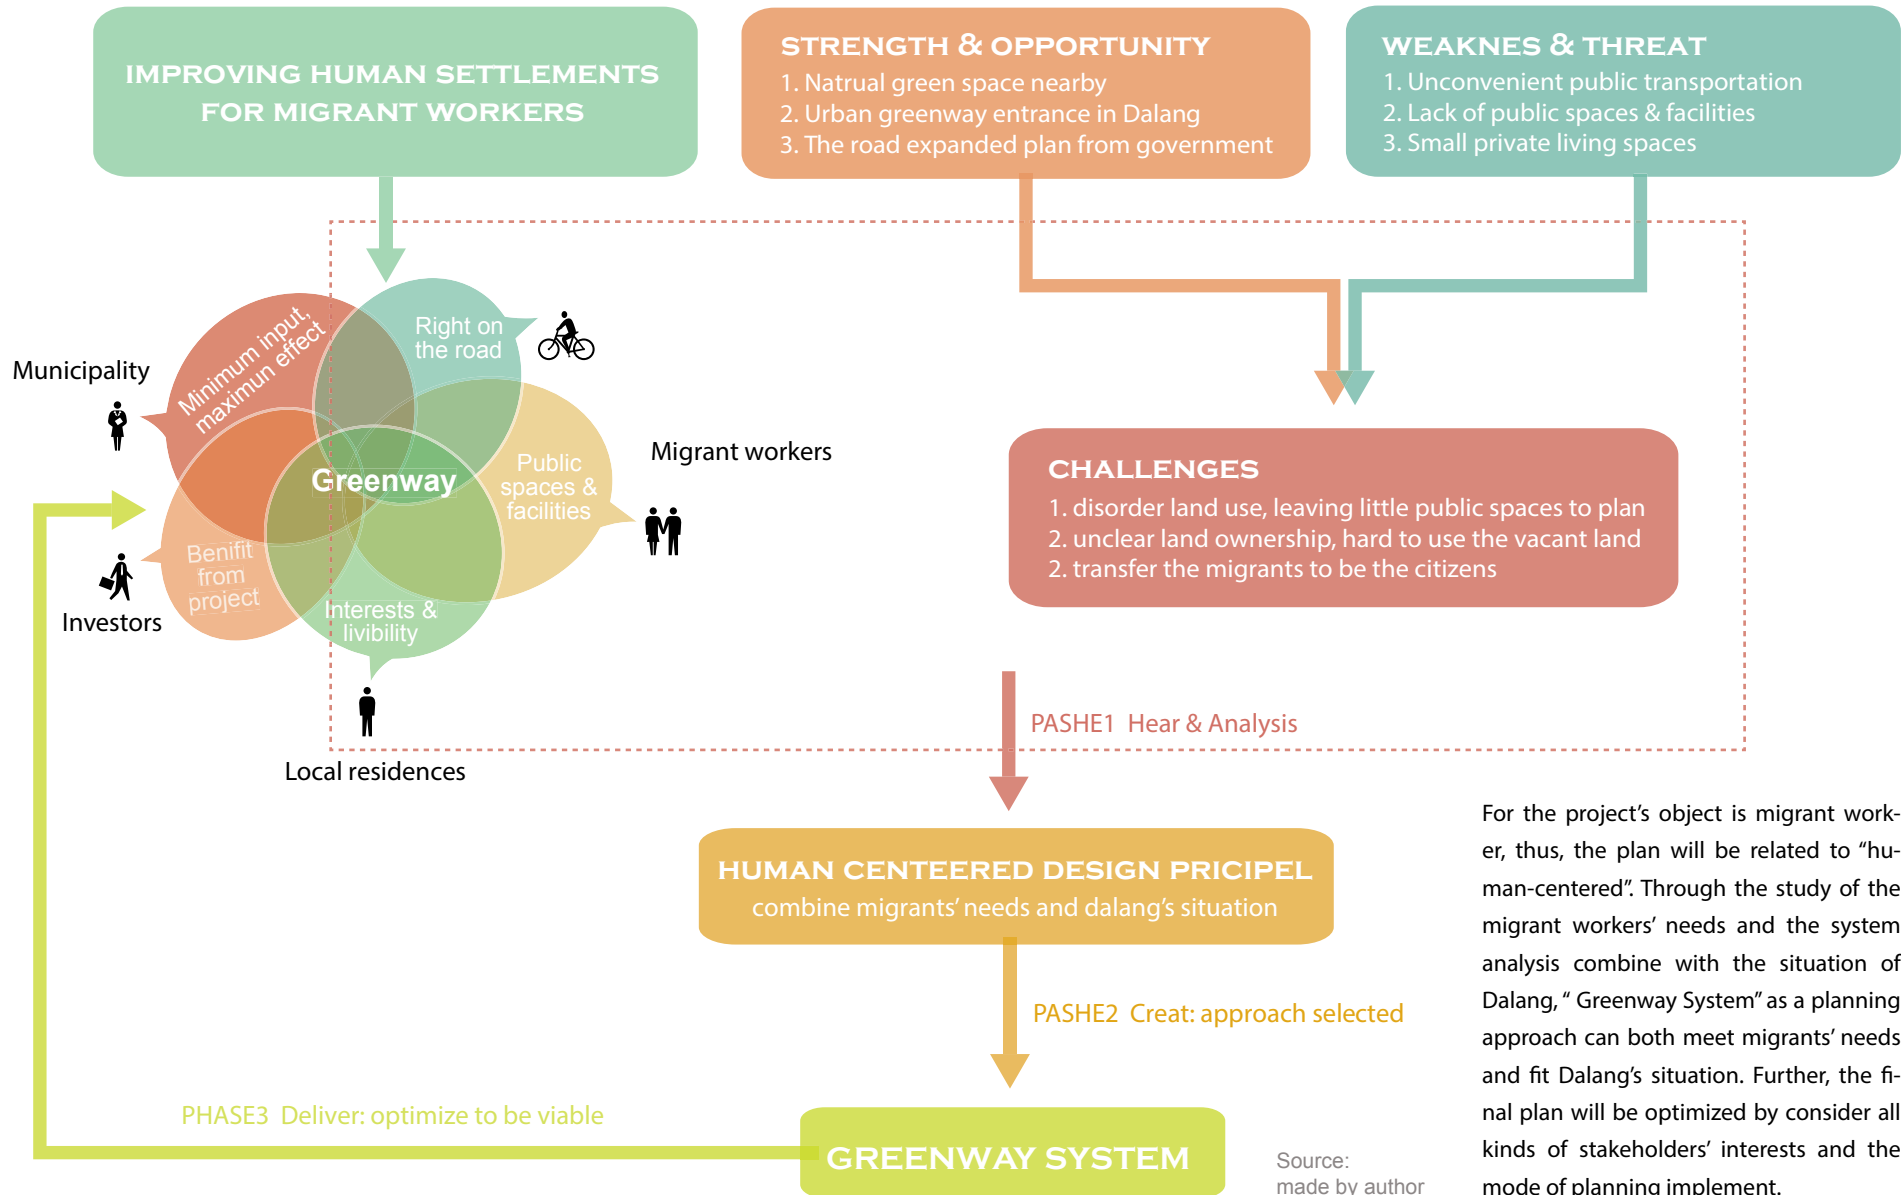 IMPROVING HUMAN SETTLEMENTS
FOR MIGRANT WORKERS
STRENGTH & OPPORTUNITY
1. Natrual green space nearby
2. Urban greenway entrance in Dalang
3. The road expanded plan from government
WEAKNES & THREAT
1. Unconvenient public transportation
2. Lack of public spaces & facilities
3. Small private living spaces
Minimum input,
maximun effect
Right on
the road
Municipality
Greenway
Public
spaces &
facilities
Migrant workers
Benifit
from
project
Investors
Interests &
livibility
Local residences
CHALLENGES
1. disorder land use, leaving little public spaces to plan
2. unclear land ownership, hard to use the vacant land
2. transfer the migrants to be the citizens
PASHE1 Hear & Analysis
HUMAN CENTEERED DESIGN PRICIPEL
combine migrants' needs and dalang's situation
PASHE2 Creat: approach selected
PHASE3 Deliver: optimize to be viable
GREENWAY SYSTEM
Source:
made by author
For the project's object is migrant work-
er, thus, the plan will be related to "hu-
man-centered". Through the study of the
migrant workers' needs and the system
analysis combine with the situation of
Dalang, " Greenway System" as a planning
approach can both meet migrants' needs
and fit Dalang's situation. Further, the fi-
nal plan will be optimized by consider all
kinds of stakeholders' interests and the
mode of planning implement.